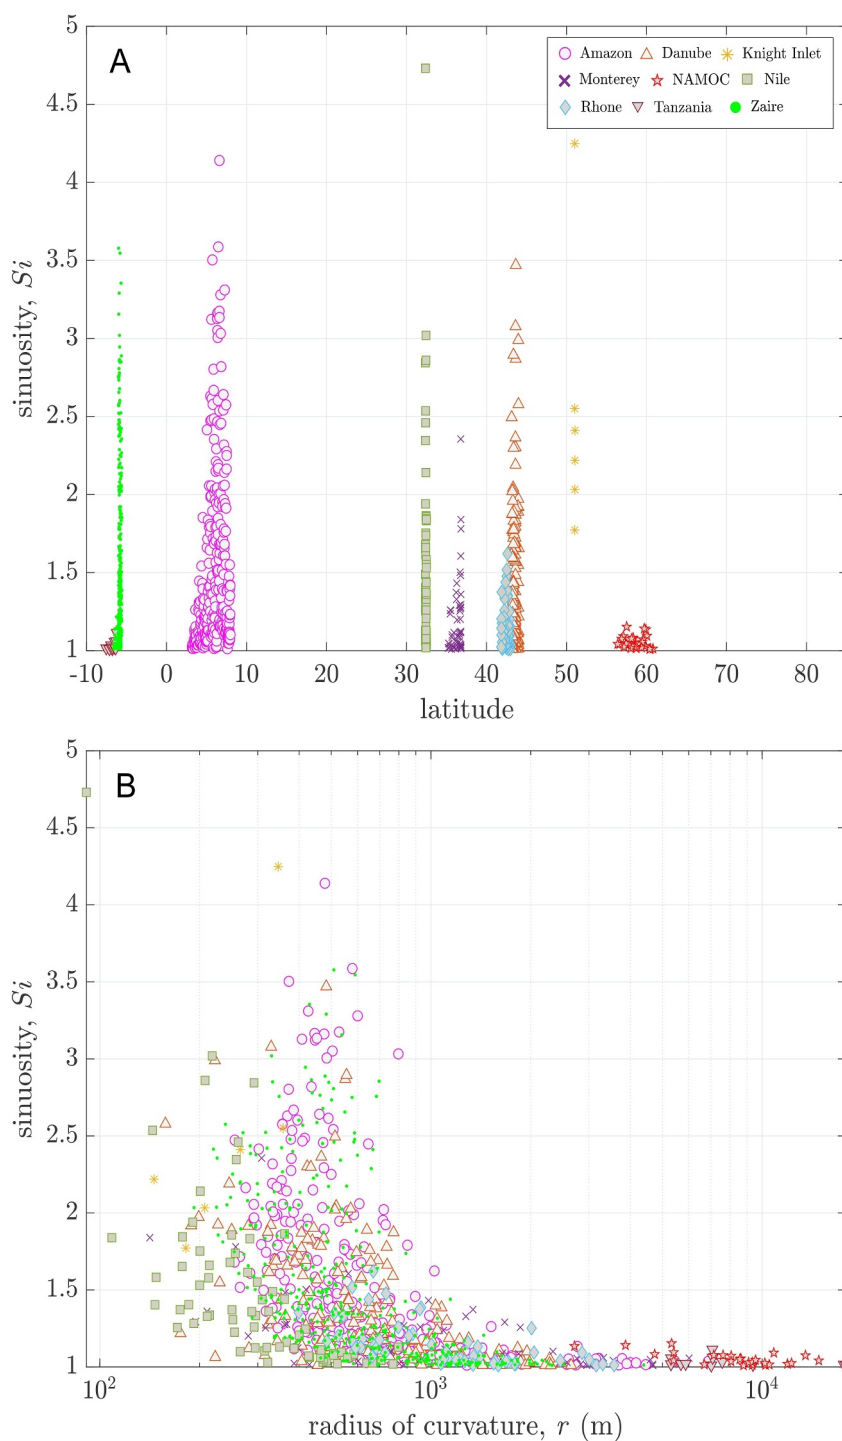 A
Amazon Danube Knight Inlet
Monterey NAMOC Nile
Rhone Tanzania Zaire
5
4.5
4
3.5
3
2.5
2
1.5
1
sinuosity, Si
-10 0 10 20 30 40 50 60 70 80
latitude
B
5
4.5
4
3.5
3
2.5
2
1.5
1
sinuosity, Si
10² 10³ 10⁴
radius of curvature, r (m)